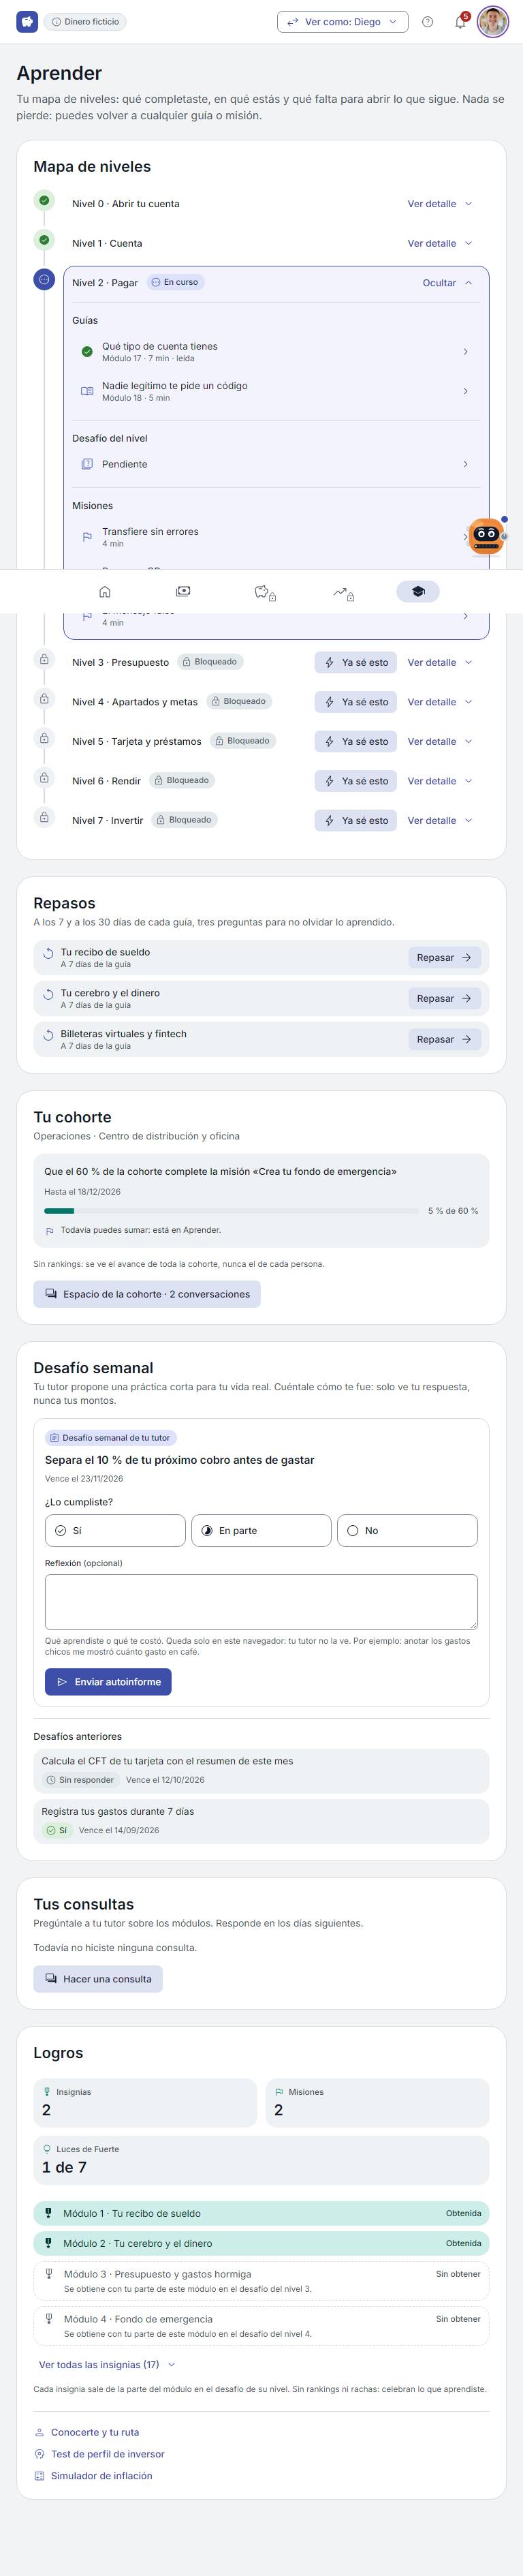 Dinero ficticio
Ver como: Diego
5
Aprender
Tu mapa de niveles: qué completaste, en qué estás y qué falta para abrir lo que sigue. Nada se
pierde: puedes volver a cualquier guía o misión.
Mapa de niveles
Nivel 0 · Abrir tu cuenta
Ver detalle
Nivel 1 · Cuenta
Ver detalle
Nivel 2 · Pagar
En curso
Ocultar
Guías
Qué tipo de cuenta tienes
Módulo 17 · 7 min · leída
Nadie legítimo te pide un código
Módulo 18 · 5 min
Desafío del nivel
Pendiente
Misiones
Transfiere sin errores
4 min
4 min
Nivel 3 · Presupuesto
Bloqueado
Ya sé esto
Ver detalle
Nivel 4 · Apartados y metas
Bloqueado
Ya sé esto
Ver detalle
Nivel 5 · Tarjeta y préstamos
Bloqueado
Ya sé esto
Ver detalle
Nivel 6 · Rendir
Bloqueado
Ya sé esto
Ver detalle
Nivel 7 · Invertir
Bloqueado
Ya sé esto
Ver detalle
Repasos
A los 7 y a los 30 días de cada guía, tres preguntas para no olvidar lo aprendido.
Tu recibo de sueldo
A 7 días de la guía
Repasar
Tu cerebro y el dinero
A 7 días de la guía
Repasar
Billeteras virtuales y fintech
A 7 días de la guía
Repasar
Tu cohorte
Operaciones · Centro de distribución y oficina
Que el 60 % de la cohorte complete la misión «Crea tu fondo de emergencia»
Hasta el 18/12/2026
5 % de 60 %
Todavía puedes sumar: está en Aprender.
Sin rankings: se ve el avance de toda la cohorte, nunca el de cada persona.
Espacio de la cohorte · 2 conversaciones
Desafío semanal
Tu tutor propone una práctica corta para tu vida real. Cuéntale cómo te fue: solo ve tu respuesta,
nunca tus montos.
Desafío semanal de tu tutor
Separa el 10 % de tu próximo cobro antes de gastar
Vence el 23/11/2026
¿Lo cumpliste?
Sí
En parte
No
Reflexión (opcional)
Qué aprendiste o qué te costó. Queda solo en este navegador: tu tutor no la ve. Por ejemplo: anotar los gastos
chicos me mostró cuánto gasto en café.
Enviar autoinforme
Desafíos anteriores
Calcula el CFT de tu tarjeta con el resumen de este mes
Sin responder
Vence el 12/10/2026
Registra tus gastos durante 7 días
Sí
Vence el 14/09/2026
Tus consultas
Pregúntale a tu tutor sobre los módulos. Responde en los días siguientes.
Todavía no hiciste ninguna consulta.
Hacer una consulta
Logros
Insignias
2
Misiones
2
Luces de Fuerte
1 de 7
Módulo 1 · Tu recibo de sueldo
Obtenida
Módulo 2 · Tu cerebro y el dinero
Obtenida
Módulo 3 · Presupuesto y gastos hormiga
Sin obtener
Se obtiene con tu parte de este módulo en el desafío del nivel 3.
Módulo 4 · Fondo de emergencia
Sin obtener
Se obtiene con tu parte de este módulo en el desafío del nivel 4.
Ver todas las insignias (17)
Cada insignia sale de la parte del módulo en el desafío de su nivel. Sin rankings ni rachas: celebran lo que aprendiste.
Conocerte y tu ruta
Test de perfil de inversor
Simulador de inflación